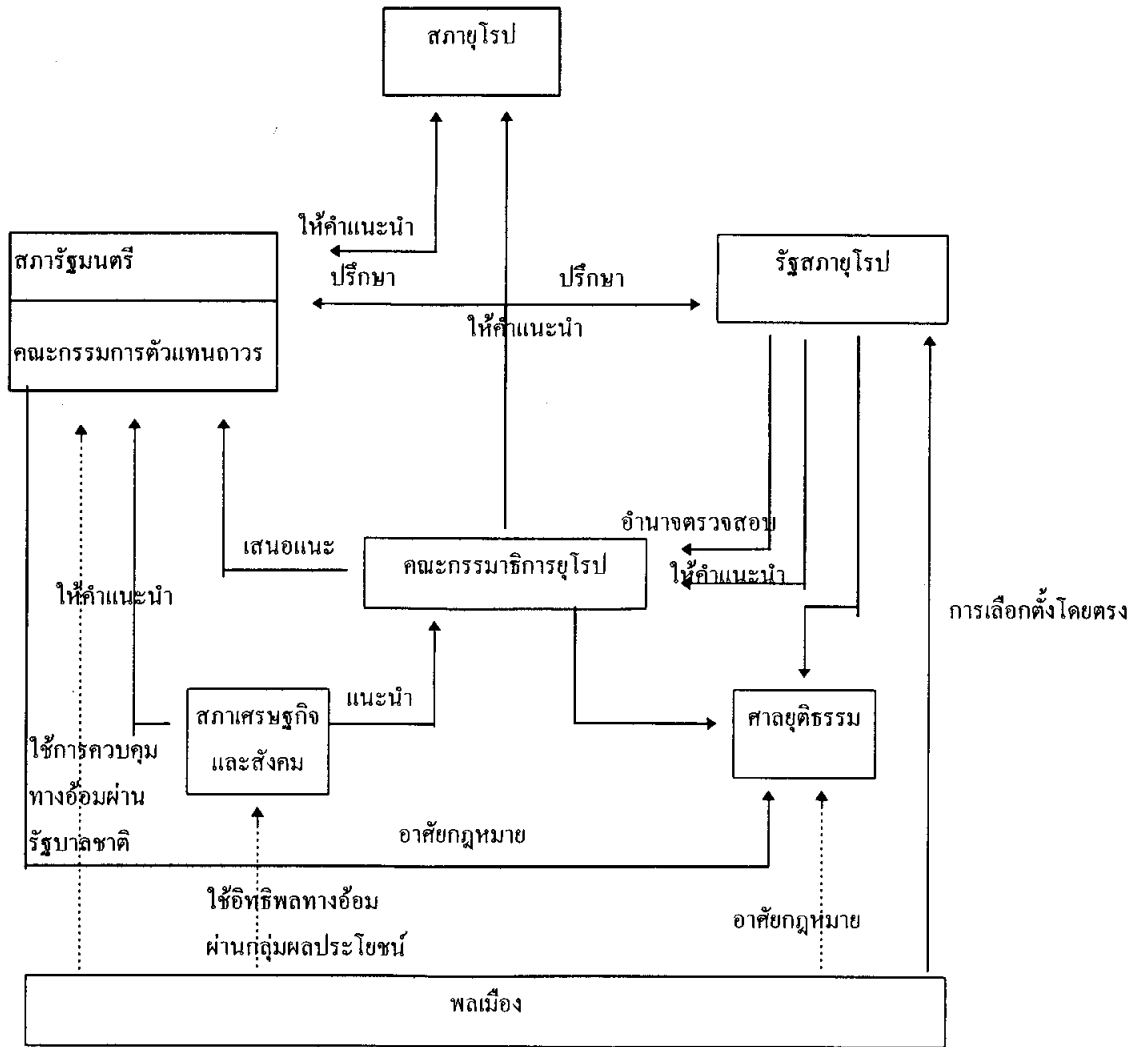 สภายุโรป
ให้คำแนะนำ
สภารัฐมนตรี
รัฐสภายุโรป
ปรึกษา
ปรึกษา
ให้คำแนะนำ
คณะกรรมการตัวแทนถาวร
อำนาจตรวจสอบ
เสนอแนะ
คณะกรรมาธิการยุโรป
ให้คำแนะนำ
ให้คำแนะนำ
การเลือกตั้งโดยตรง
แนะนำ
สภาเศรษฐกิจ
และสังคม
ศาลยุติธรรม
ใช้การควบคุม
ทางอ้อมผ่าน
รัฐบาลชาติ
อาศัยกฎหมาย
ใช้อิทธิพลทางอ้อม
ผ่านกลุ่มผลประโยชน์
อาศัยกฎหมาย
พลเมือง